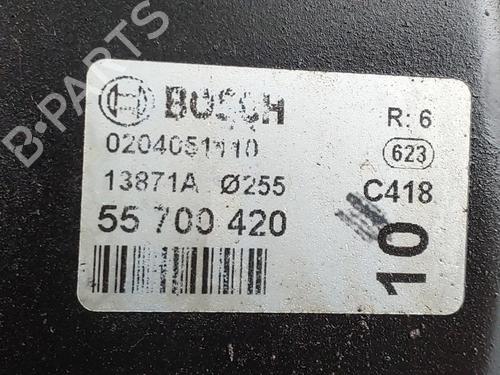 BOSCH
R: 6
0204051110
623
13871A Ø255
C418
55 700 420
10
B-PARTS